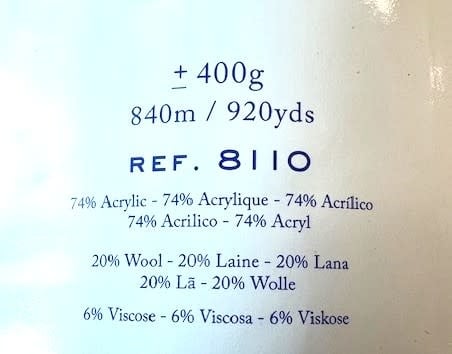 ± 400g
840m / 920yds
REF. 8110
74% Acrylic - 74% Acrylique - 74% Acrílico
74% Acrilico - 74% Acryl
20% Wool - 20% Laine - 20% Lana
20% Lã - 20% Wolle
6% Viscose - 6% Viscosa - 6% Viskose